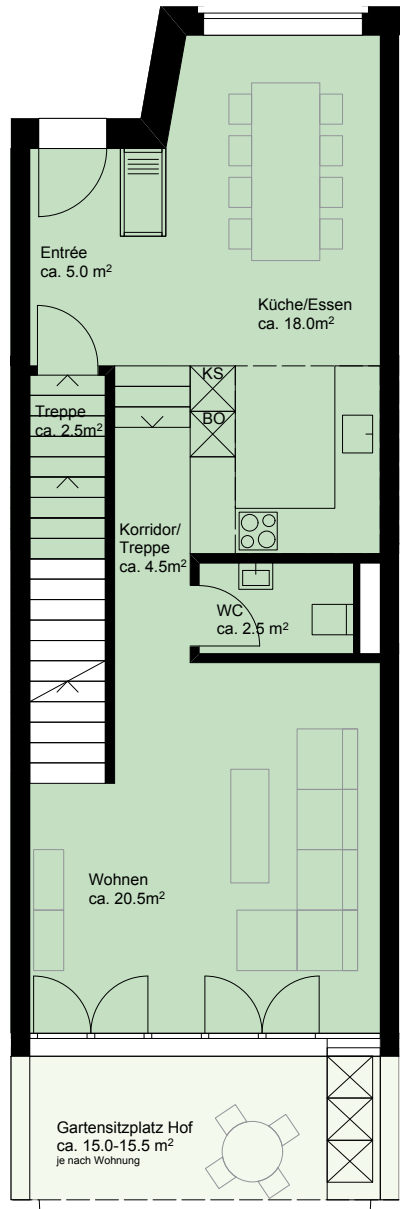 Entrée
ca. 5.0 m²
Küche/Essen
ca. 18.0m²
KS
Treppe
ca. 2.5m²
BO
Korridor/
Treppe
ca. 4.5m²
WC
ca. 2.5 m²
Wohnen
ca. 20.5m²
Gartensitzplatz Hof
ca. 15.0-15.5 m²
je nach Wohnung